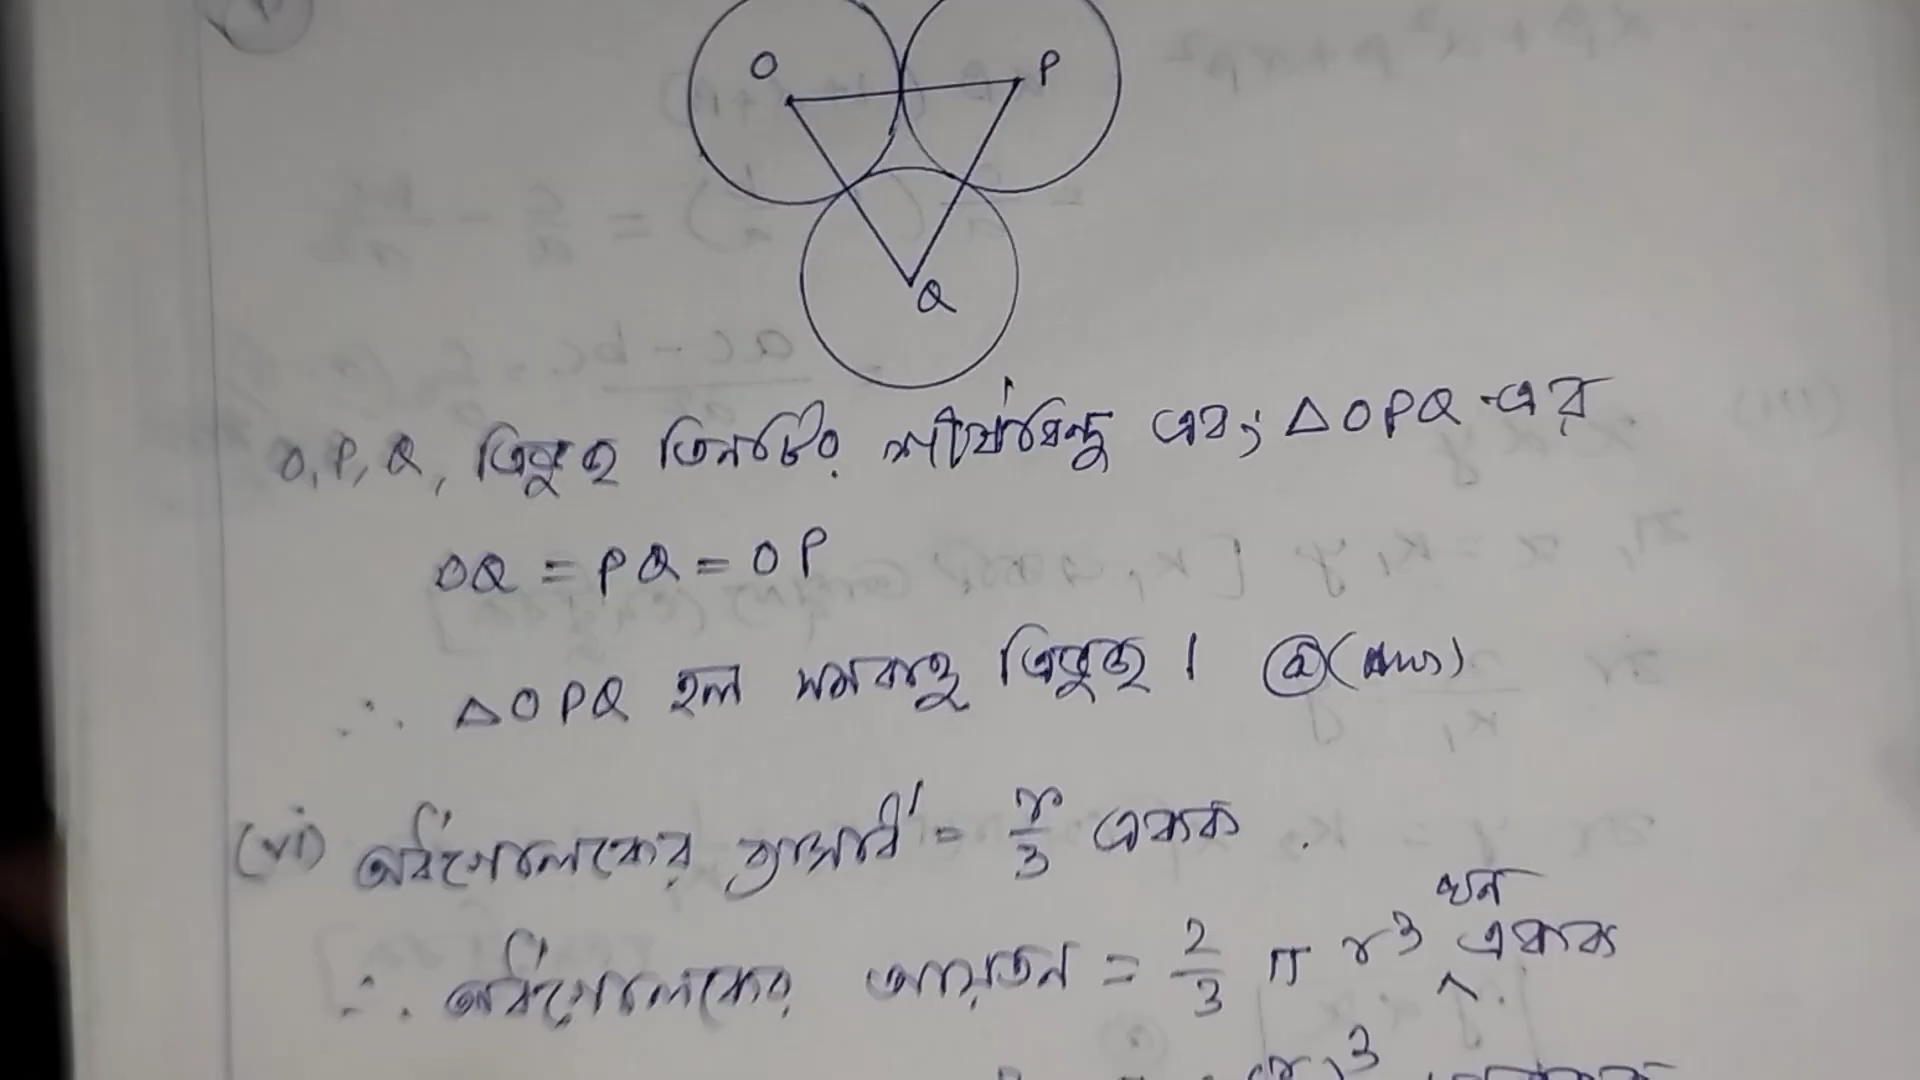 O P
Q
O, P, Q, ত্রিভুজ তিনটির শীর্ষবিন্দু এবং △OPQ -এর
OQ = PQ = OP
∴ △OPQ হল সমবাহু ত্রিভুজ । ⓐ (Ans)
(vi) অর্ধগোলকের ব্যাসার্ধ = r/3 একক .
∴ অর্ধগোলকের আয়তন = 2/3 π r³ ঘন একক